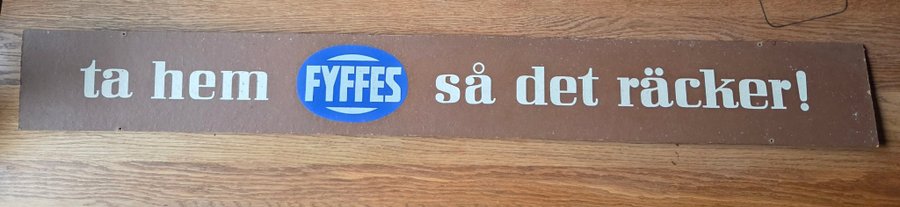 ta hem FYFFES så det räcker!